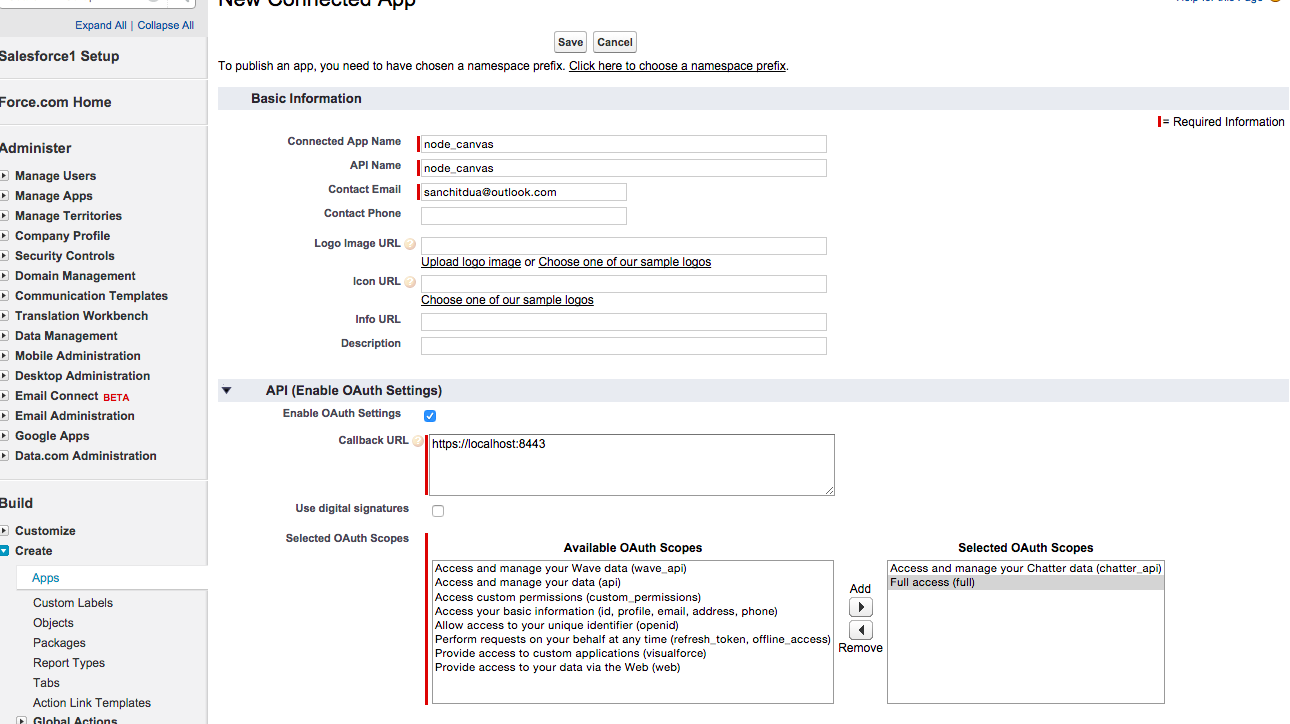 New Connected App
Help for this Page
Expand All | Collapse All
Salesforce1 Setup
Force.com Home
Administer
Manage Users
Manage Apps
Manage Territories
Company Profile
Security Controls
Domain Management
Communication Templates
Translation Workbench
Data Management
Mobile Administration
Desktop Administration
Email Connect BETA
Email Administration
Google Apps
Data.com Administration
Build
Customize
Create
Apps
Custom Labels
Objects
Packages
Report Types
Tabs
Action Link Templates
Global Actions
Save Cancel
To publish an app, you need to have chosen a namespace prefix. Click here to choose a namespace prefix.
Basic Information
= Required Information
Connected App Name node_canvas
API Name node_canvas
Contact Email sanchitdua@outlook.com
Contact Phone
Logo Image URL ?
Upload logo image or Choose one of our sample logos
Icon URL ?
Choose one of our sample logos
Info URL
Description
API (Enable OAuth Settings)
Enable OAuth Settings
Callback URL ? https://localhost:8443
Use digital signatures
Selected OAuth Scopes
Available OAuth Scopes
Access and manage your Wave data (wave_api)
Access and manage your data (api)
Access custom permissions (custom_permissions)
Access your basic information (id, profile, email, address, phone)
Allow access to your unique identifier (openid)
Perform requests on your behalf at any time (refresh_token, offline_access)
Provide access to custom applications (visualforce)
Provide access to your data via the Web (web)
Add
Remove
Selected OAuth Scopes
Access and manage your Chatter data (chatter_api)
Full access (full)